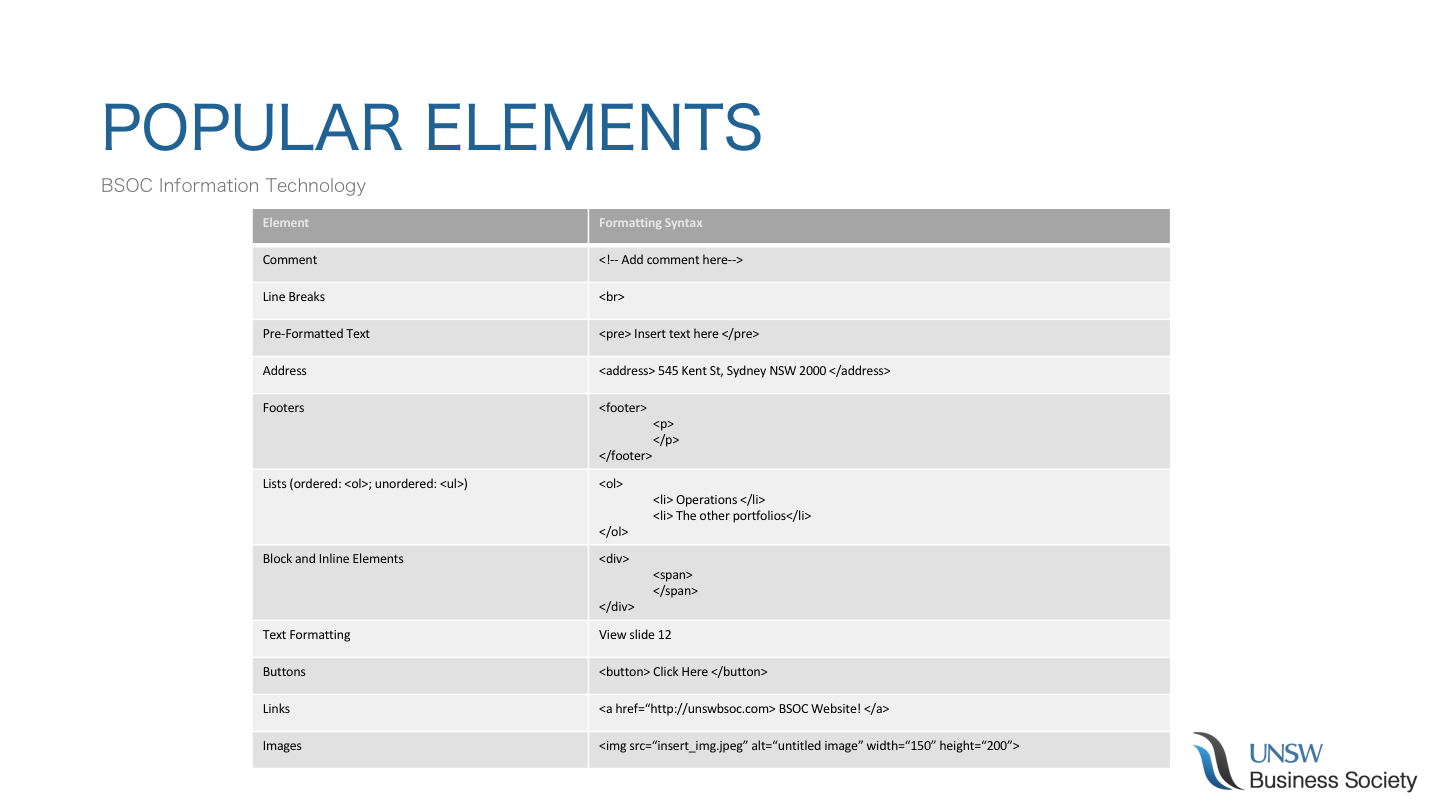 POPULAR ELEMENTS
BSOC Information Technology
Element Formatting Syntax
Comment <!-- Add comment here-->
Line Breaks <br>
Pre-Formatted Text <pre> Insert text here </pre>
Address <address> 545 Kent St, Sydney NSW 2000 </address>
Footers <footer>
<p>
</p>
</footer>
Lists (ordered: <ol>; unordered: <ul>) <ol>
<li> Operations </li>
<li> The other portfolios</li>
</ol>
Block and Inline Elements <div>
<span>
</span>
</div>
Text Formatting View slide 12
Buttons <button> Click Here </button>
Links <a href=“http://unswbsoc.com> BSOC Website! </a>
Images <img src=“insert_img.jpeg” alt=“untitled image” width=“150” height=“200”>
UNSW
Business Society